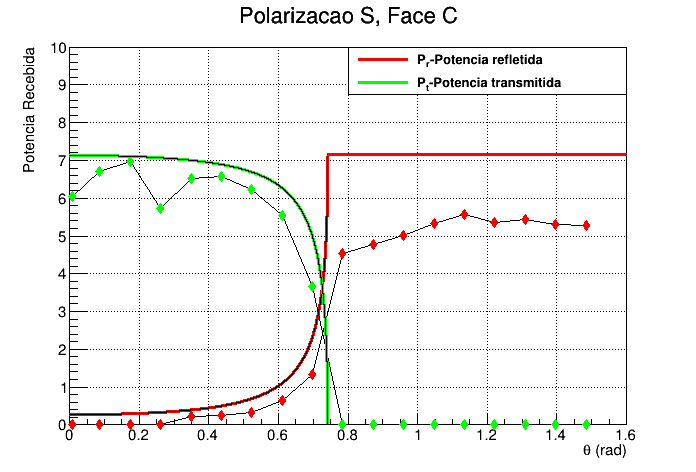 Polarizacao S, Face C
Potencia Recebida
10
9
8
7
6
5
4
3
2
1
0
Pr-Potencia refletida
Pt-Potencia transmitida
0 0.2 0.4 0.6 0.8 1 1.2 1.4 1.6
θ (rad)